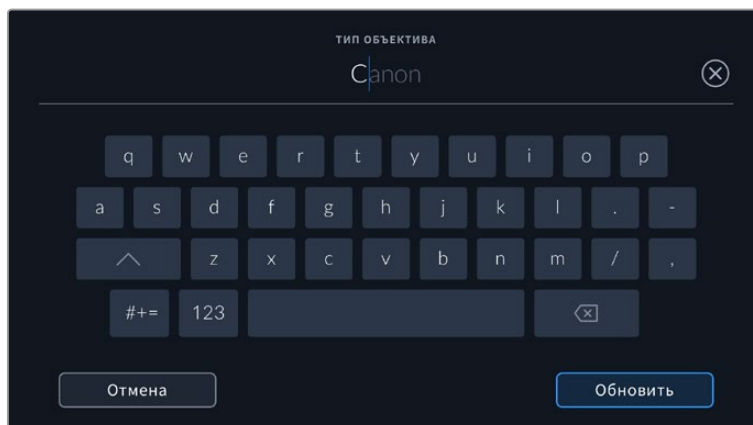 ТИП ОБЪЕКТИВА
Canon
q w e r t y u i o p
a s d f g h j k l . -
z x c v b n m / ,
#+= 123
Отмена Обновить